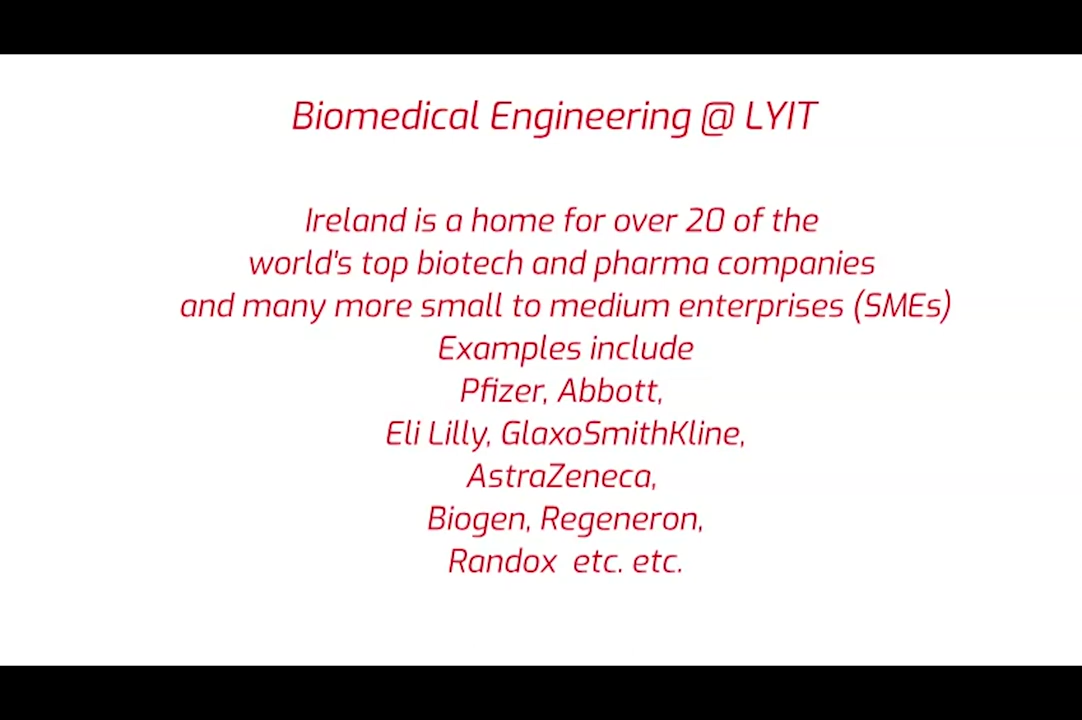 Biomedical Engineering @ LYIT
Ireland is a home for over 20 of the
world's top biotech and pharma companies
and many more small to medium enterprises (SMEs)
Examples include
Pfizer, Abbott,
Eli Lilly, GlaxoSmithKline,
AstraZeneca,
Biogen, Regeneron,
Randox etc. etc.